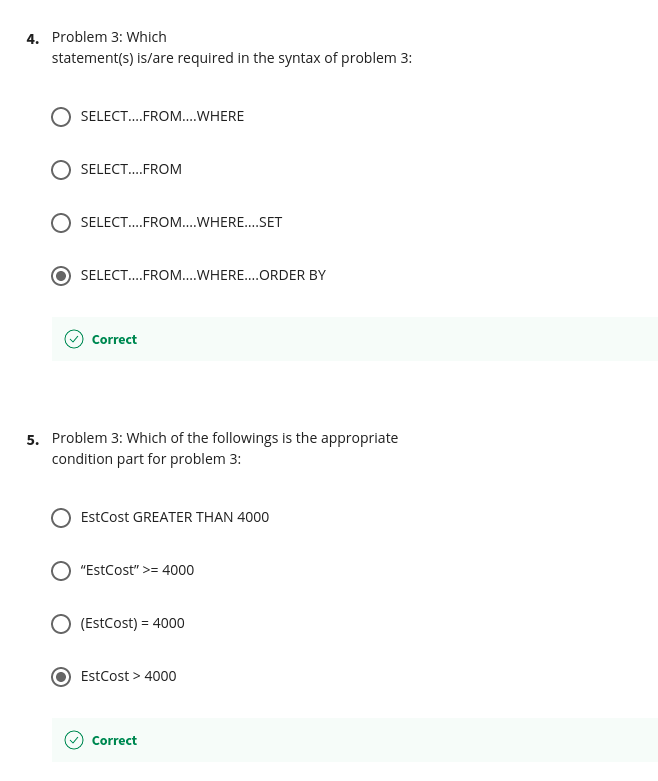 4. Problem 3: Which
statement(s) is/are required in the syntax of problem 3:
SELECT....FROM....WHERE
SELECT....FROM
SELECT....FROM....WHERE....SET
SELECT....FROM....WHERE....ORDER BY
Correct
5. Problem 3: Which of the followings is the appropriate
condition part for problem 3:
EstCost GREATER THAN 4000
“EstCost” >= 4000
(EstCost) = 4000
EstCost > 4000
Correct